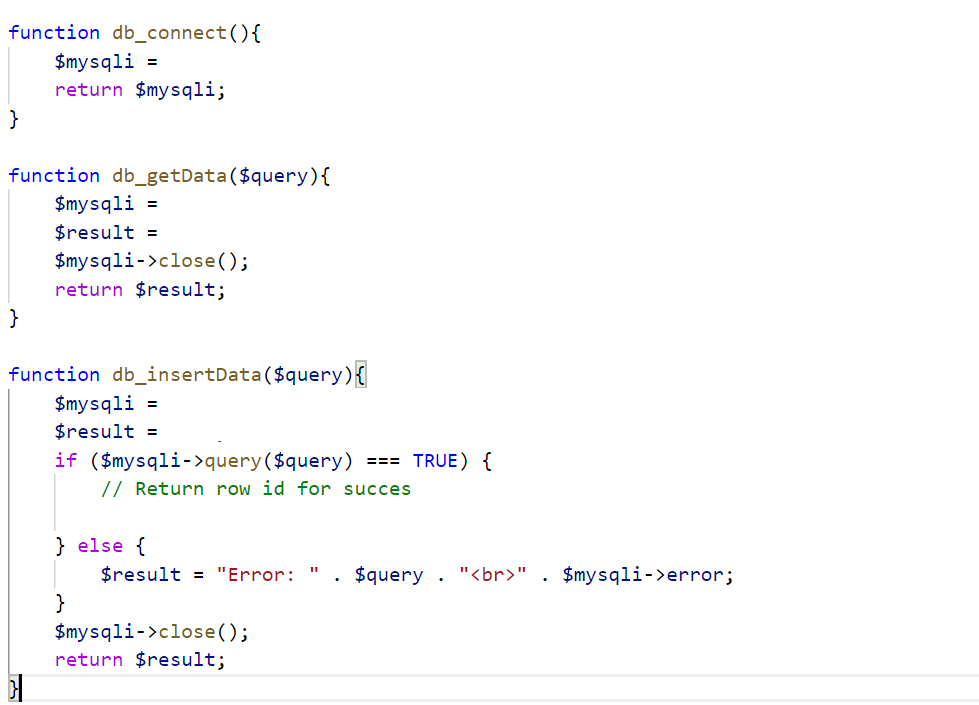 function db_connect(){
    $mysqli =
    return $mysqli;
}

function db_getData($query){
    $mysqli =
    $result =
    $mysqli->close();
    return $result;
}

function db_insertData($query){
    $mysqli =
    $result =
    if ($mysqli->query($query) === TRUE) {
        // Return row id for succes

    } else {
        $result = "Error: " . $query . "<br>" . $mysqli->error;
    }
    $mysqli->close();
    return $result;
}